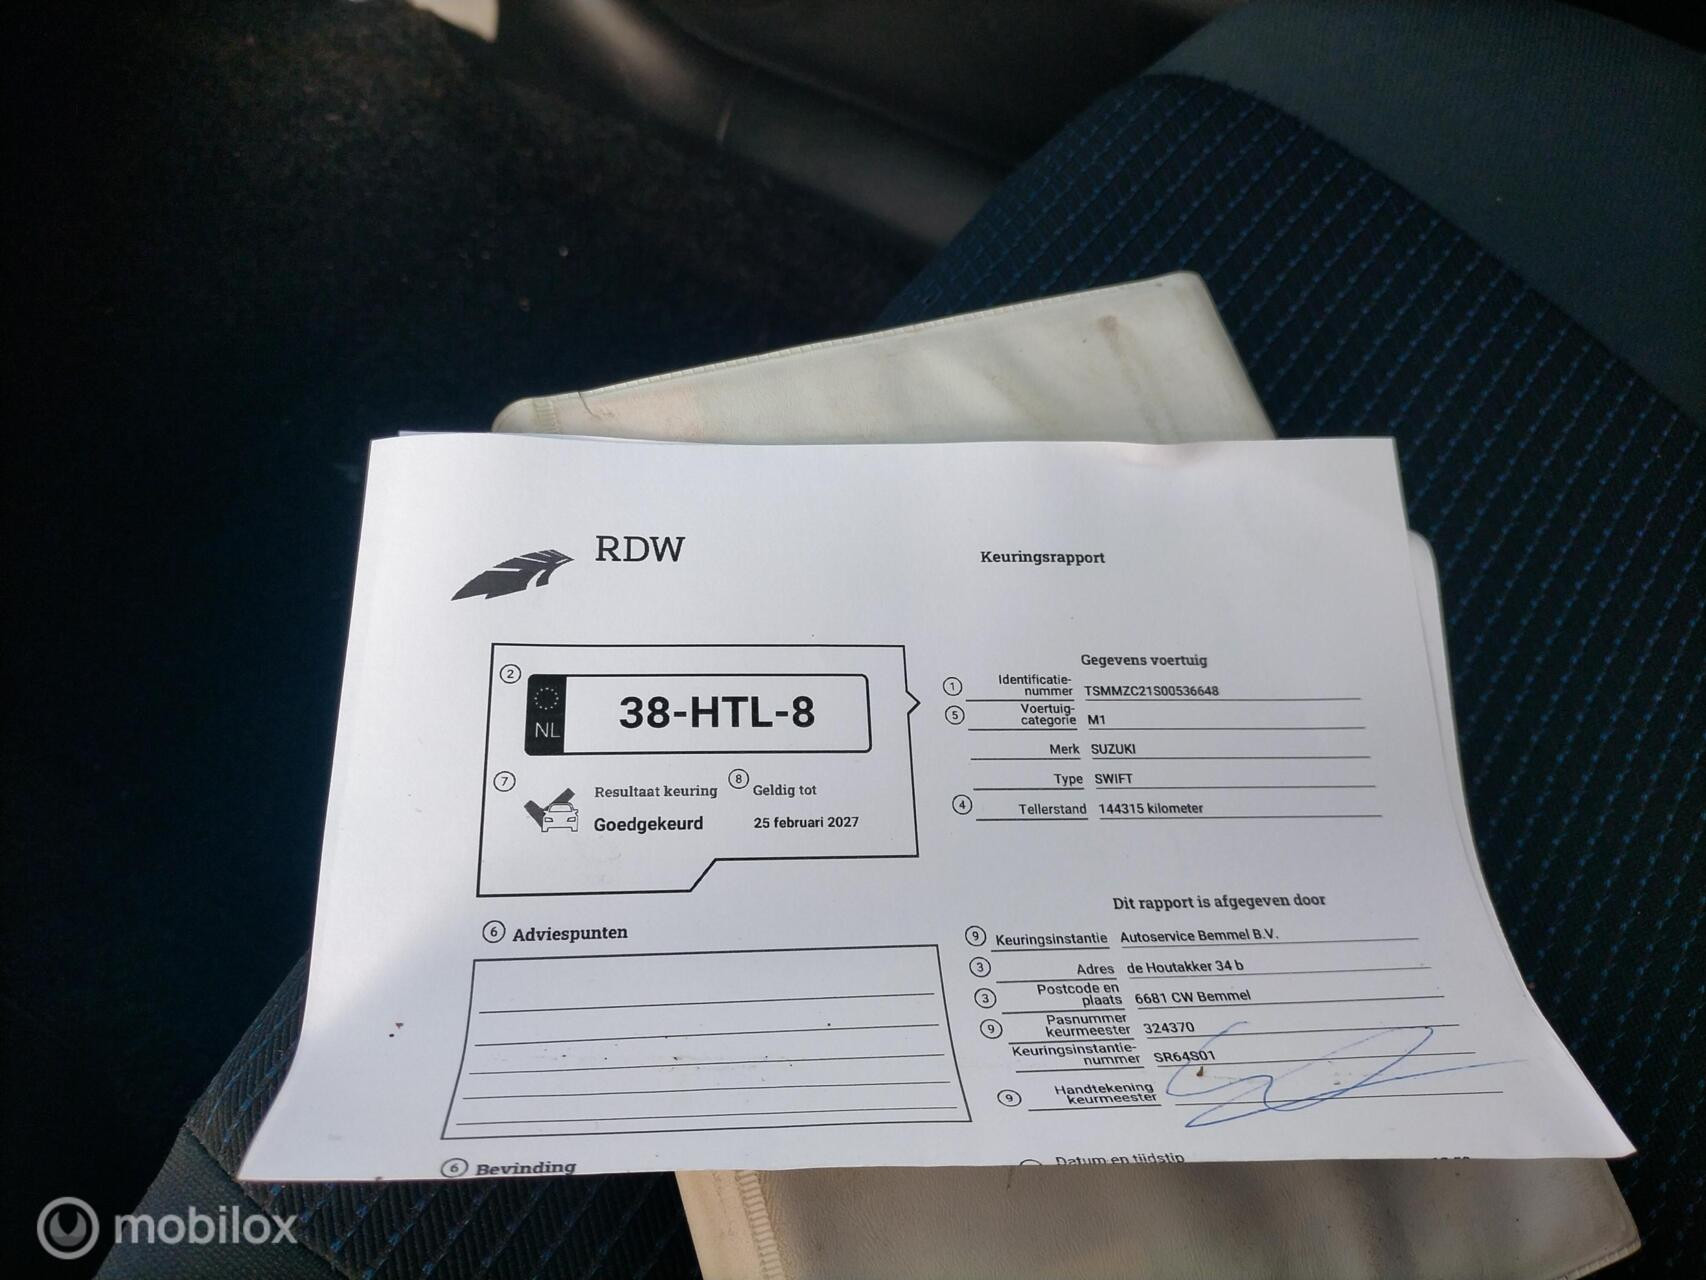 RDW
Keuringsrapport
2
NL
38-HTL-8
7
Resultaat keuring
Goedgekeurd
8
Geldig tot
25 februari 2027
Gegevens voertuig
1 Identificatie-
nummer TSMMZC21S00536648
5 Voertuig-
categorie M1
Merk SUZUKI
Type SWIFT
4 Tellerstand 144315 kilometer
6 Adviespunten
Dit rapport is afgegeven door
9 Keuringsinstantie Autoservice Bemmel B.V.
3 Adres de Houtakker 34 b
3 Postcode en
plaats 6681 CW Bemmel
9 Pasnummer
keurmeester 324370
Keuringsinstantie-
nummer SR64S01
9 Handtekening
keurmeester
6 Bevinding
Datum en tijdstip
mobilox